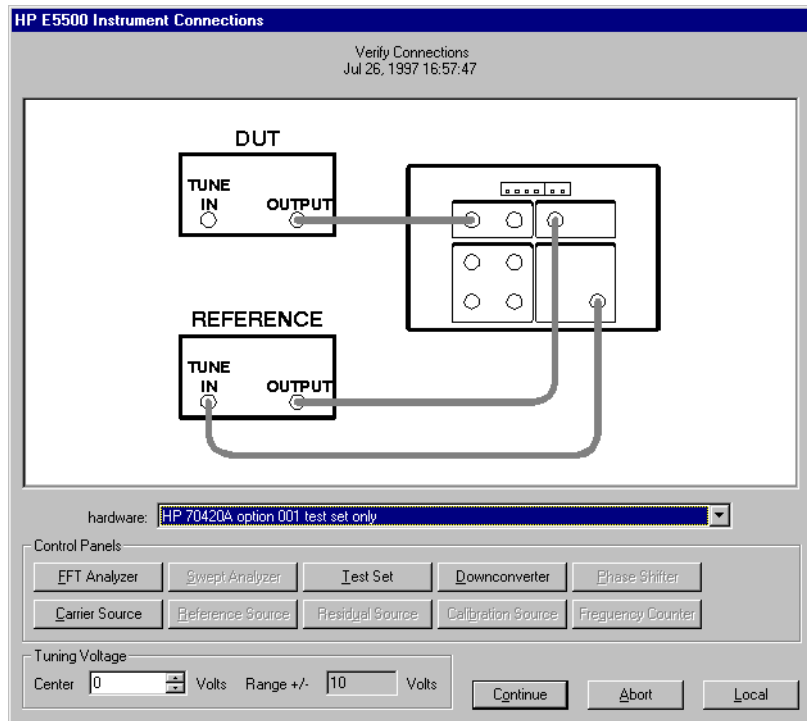 HP E5500 Instrument Connections
Verify Connections
Jul 26, 1997 16:57:47
DUT
TUNE
IN OUTPUT
REFERENCE
TUNE
IN OUTPUT
hardware: HP 70420A option 001 test set only
Control Panels
FFT Analyzer Swept Analyzer Test Set Downconverter Phase Shifter
Carrier Source Reference Source Residual Source Calibration Source Frequency Counter
Tuning Voltage
Center 0 Volts Range +/- 10 Volts
Continue Abort Local